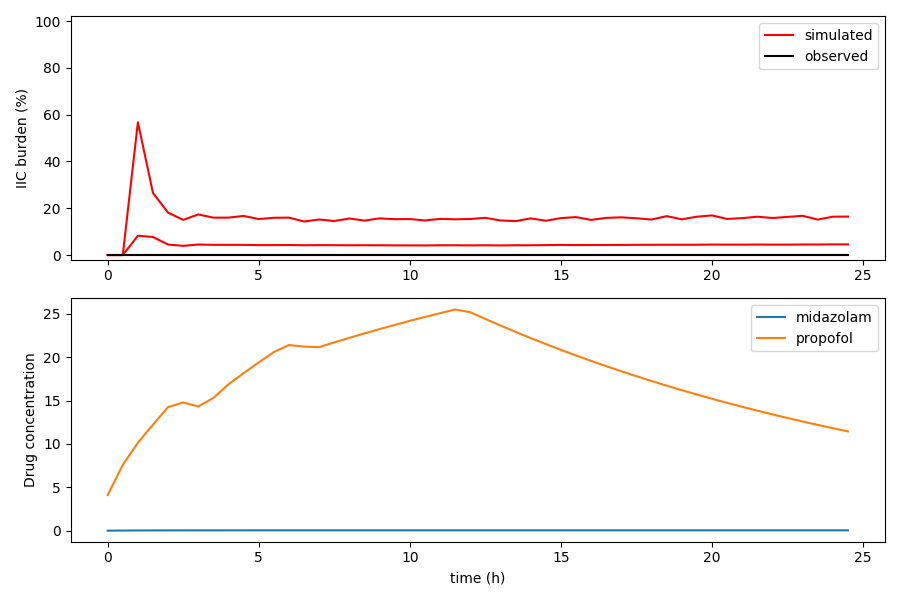 100
80
60
40
20
0
IIC burden (%)
simulated
observed
0 5 10 15 20 25
25
20
15
10
5
0
Drug concentration
midazolam
propofol
0 5 10 15 20 25
time (h)